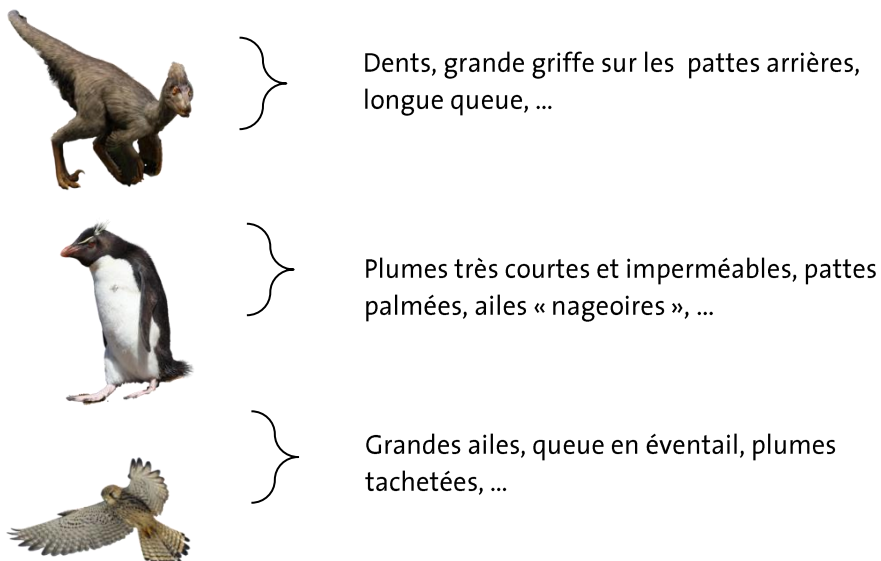 Dents, grande griffe sur les  pattes arrières,
longue queue, ...
Plumes très courtes et imperméables, pattes
palmées, ailes « nageoires », ...
Grandes ailes, queue en éventail, plumes
tachetées, ...